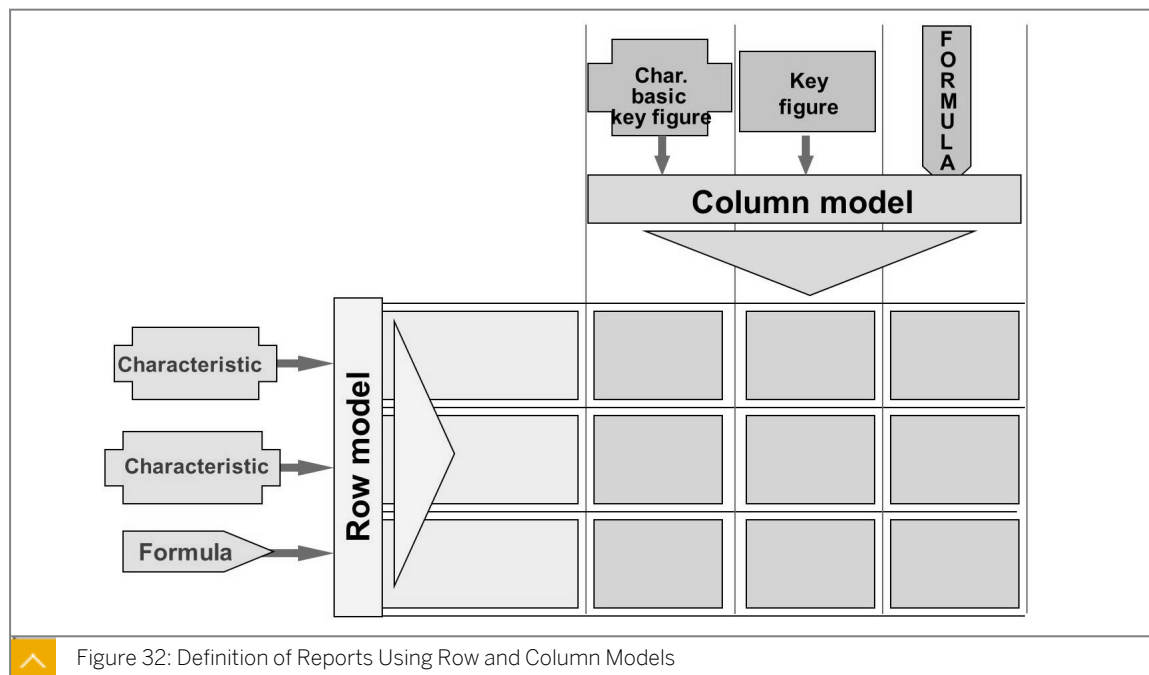 Char.
basic
key figure
Key
figure
FORMULA
Column model
Characteristic
Characteristic
Formula
Row model
Figure 32: Definition of Reports Using Row and Column Models